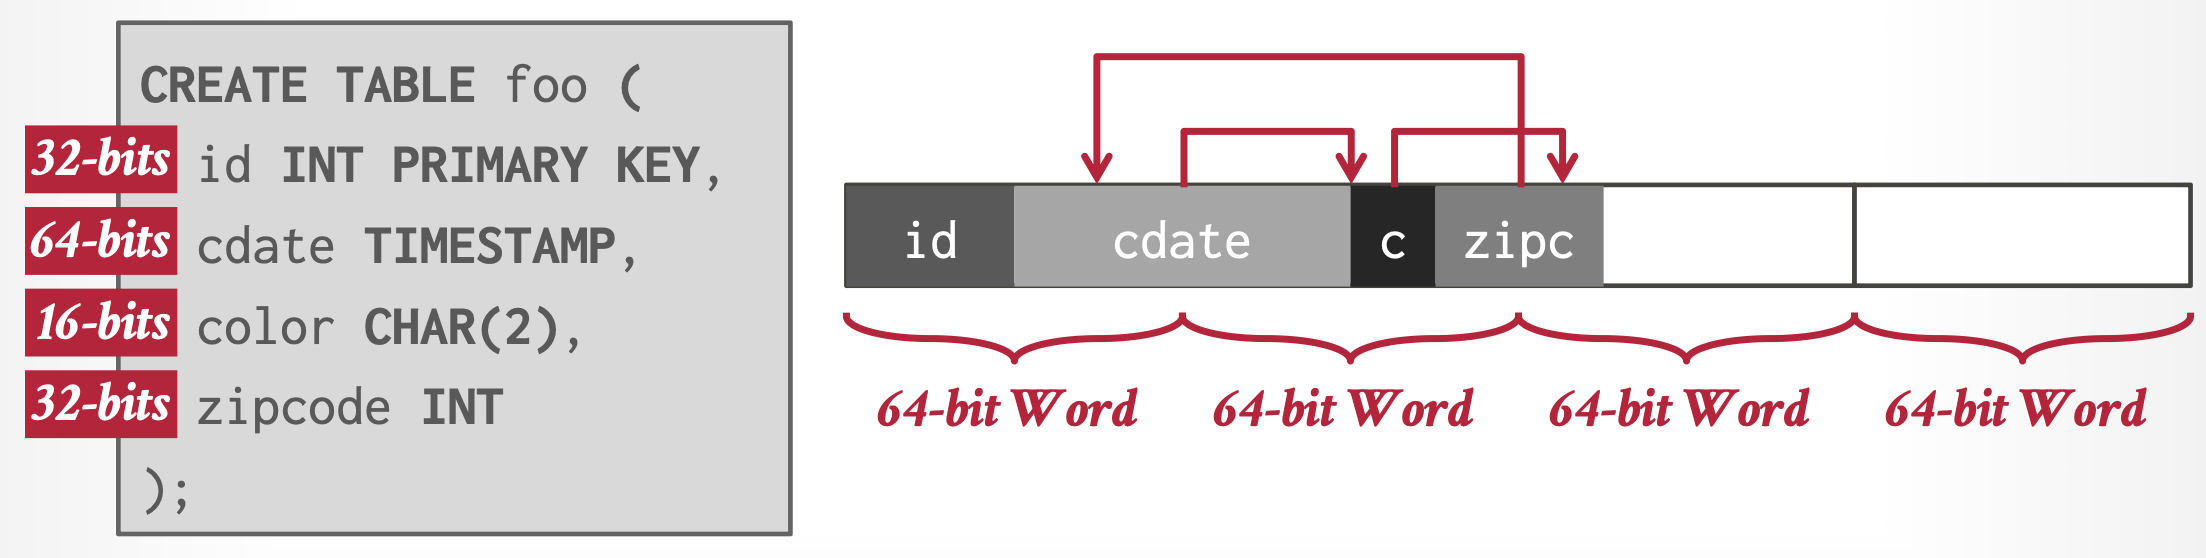 CREATE TABLE foo (
32-bits id INT PRIMARY KEY,
64-bits cdate TIMESTAMP,
16-bits color CHAR(2),
32-bits zipcode INT
);
id cdate c zipc
64-bit Word 64-bit Word 64-bit Word 64-bit Word